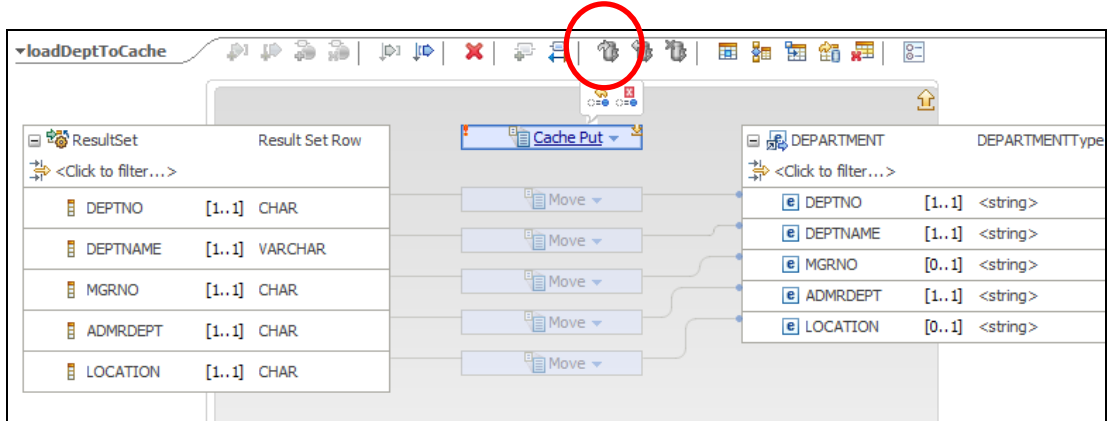 loadDeptToCache
ResultSet Result Set Row
<Click to filter...>
DEPTNO [1..1] CHAR
DEPTNAME [1..1] VARCHAR
MGRNO [1..1] CHAR
ADMRDEPT [1..1] CHAR
LOCATION [1..1] CHAR
Cache Put
Move
Move
Move
Move
Move
DEPARTMENT DEPARTMENTType
<Click to filter...>
e DEPTNO [1..1] <string>
e DEPTNAME [1..1] <string>
e MGRNO [0..1] <string>
e ADMRDEPT [1..1] <string>
e LOCATION [0..1] <string>